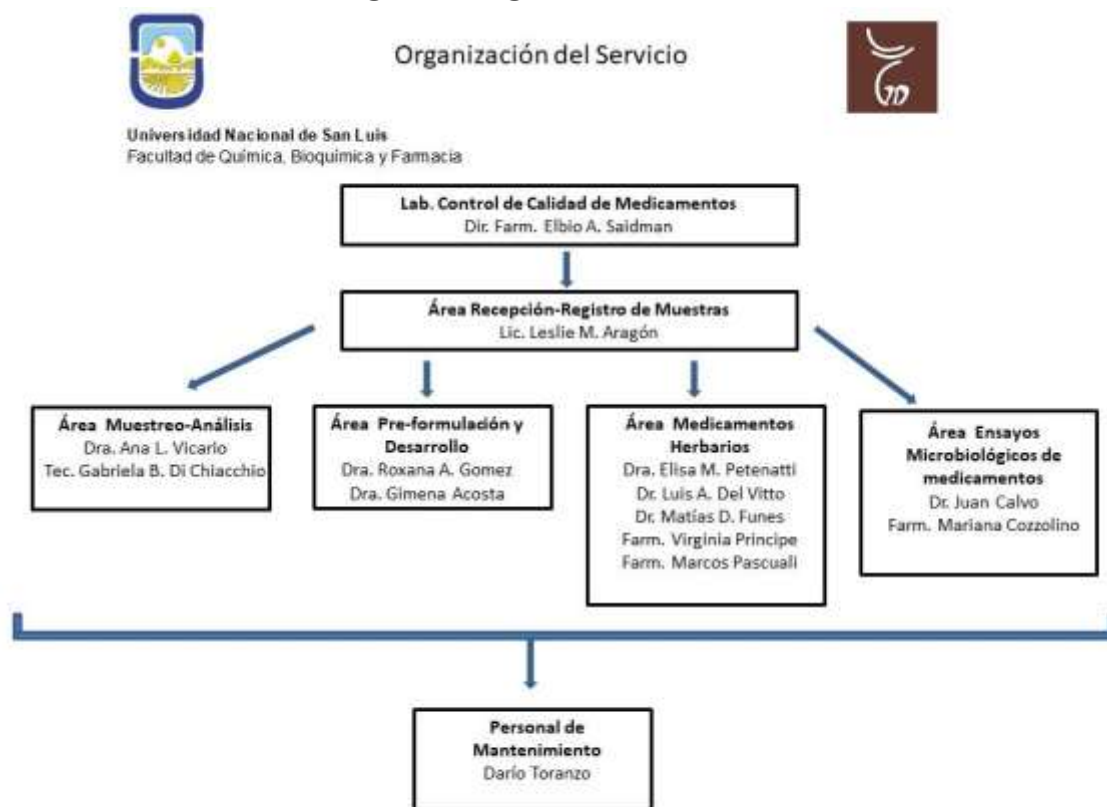 Organización del Servicio
Universidad Nacional de San Luis
Facultad de Química, Bioquímica y Farmacia
Lab. Control de Calidad de Medicamentos
Dir. Farm. Elbio A. Saidman
Área Recepción-Registro de Muestras
Lic. Leslie M. Aragón
Área Muestreo-Análisis
Dra. Ana L. Vicario
Tec. Gabriela B. Di Chiacchio
Área Pre-formulación y
Desarrollo
Dra. Roxana A. Gomez
Dra. Gimena Acosta
Área Medicamentos
Herbarios
Dra. Elisa M. Petenatti
Dr. Luis A. Del Vitto
Dr. Matías D. Funes
Farm. Virginia Principe
Farm. Marcos Pascuali
Área Ensayos
Microbiológicos de
medicamentos
Dr. Juan Calvo
Farm. Mariana Cozzolino
Personal de
Mantenimiento
Darío Toranzo